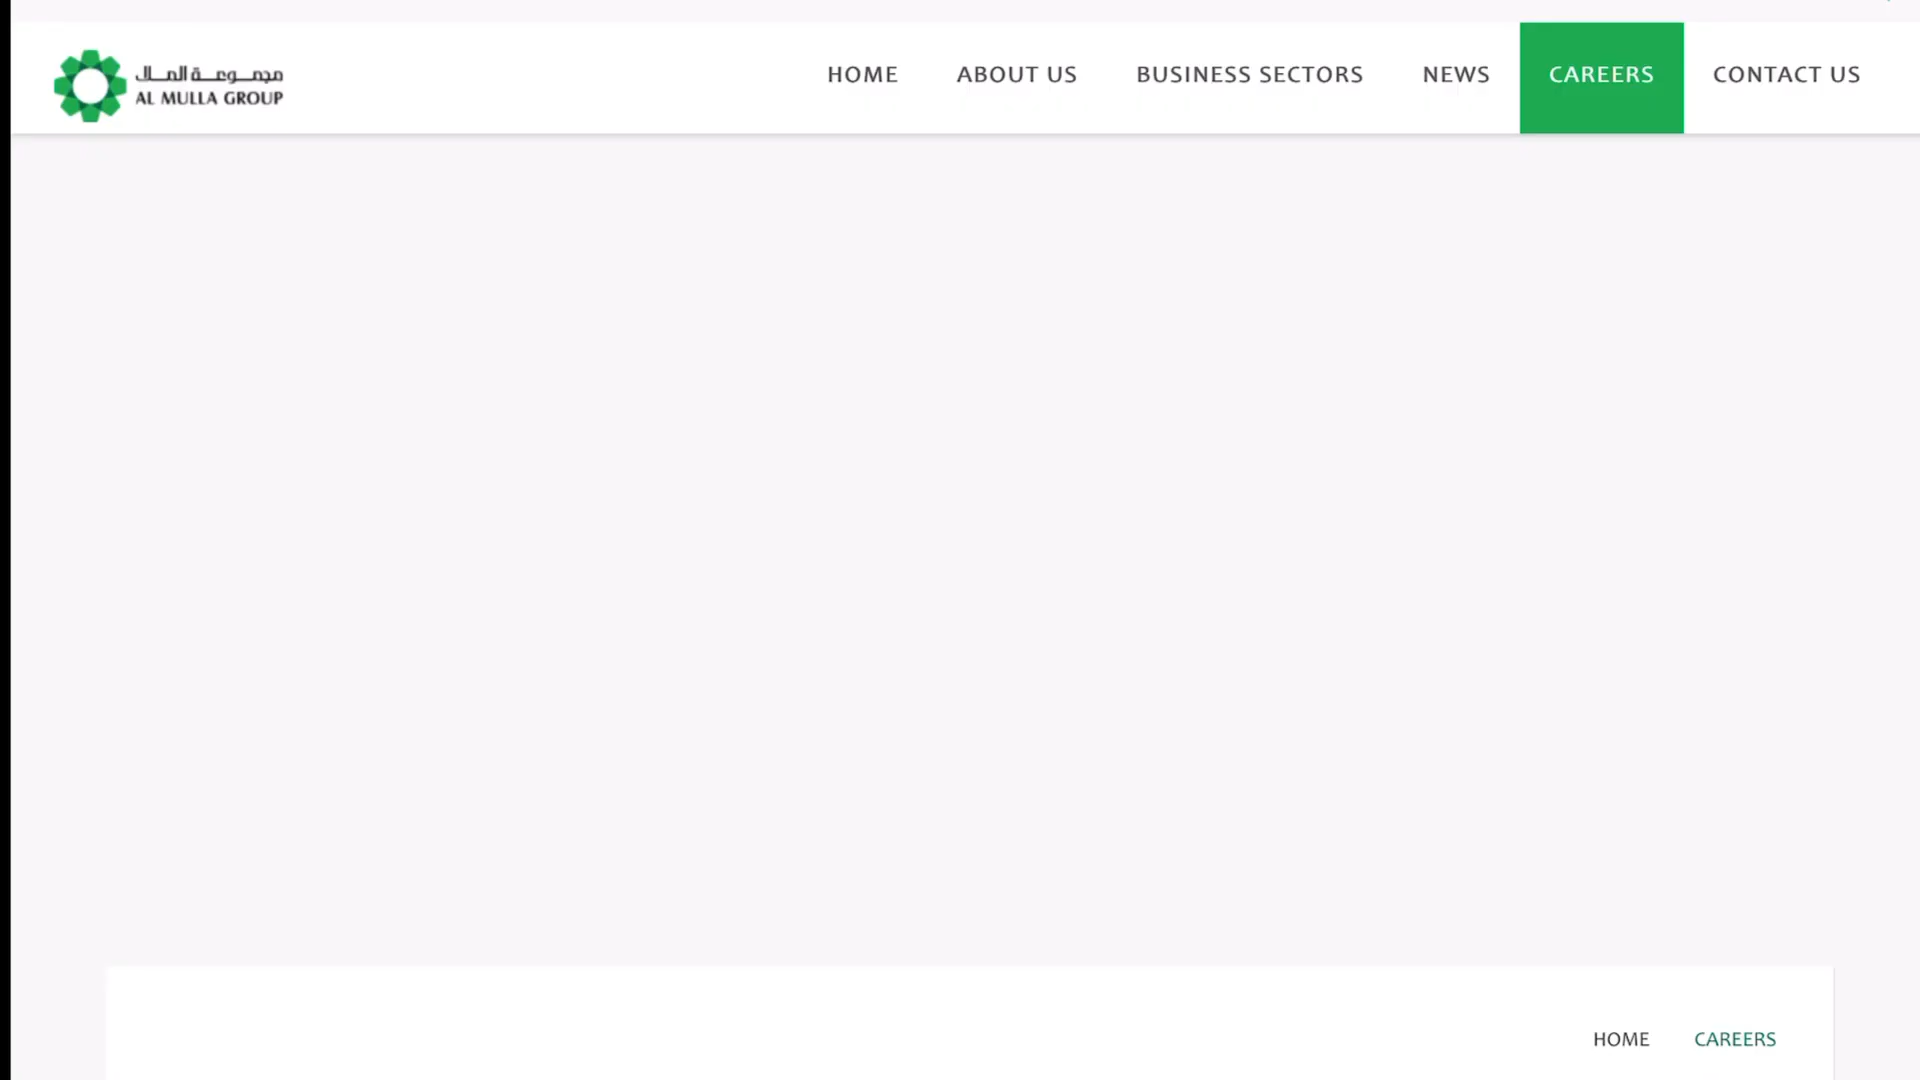 مجموعة الملا
AL MULLA GROUP
HOME
ABOUT US
BUSINESS SECTORS
NEWS
CAREERS
CONTACT US
HOME
CAREERS